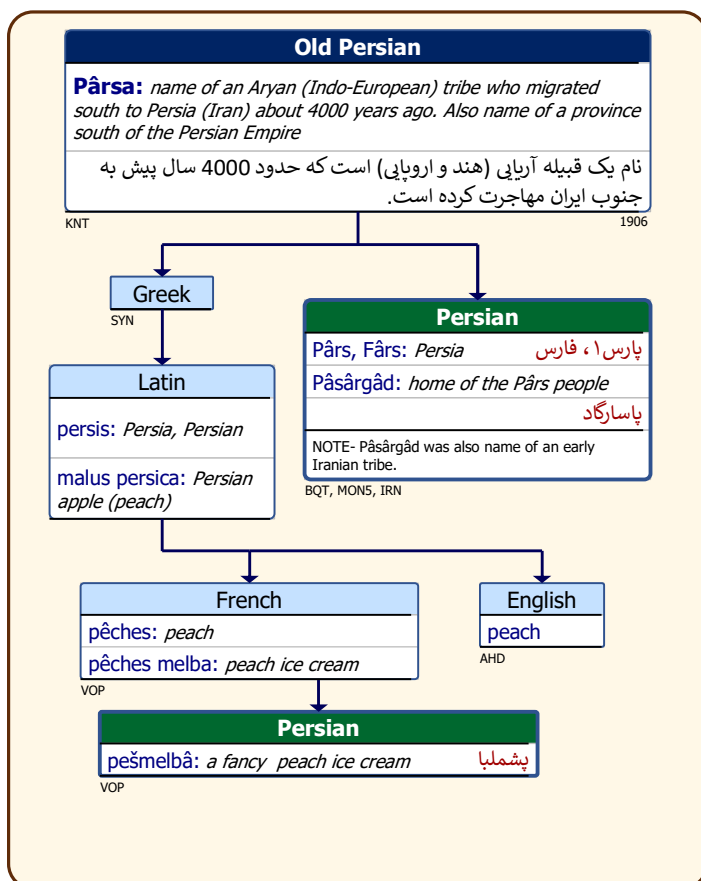 Old Persian
Pârsa: name of an Aryan (Indo-European) tribe who migrated
south to Persia (Iran) about 4000 years ago. Also name of a province
south of the Persian Empire
نام یک قبیله آریایی (هند و اروپایی) است که حدود 4000 سال پیش به
جنوب ایران مهاجرت کرده است.
KNT 1906
Greek
SYN
Latin
persis: Persia, Persian
malus persica: Persian
apple (peach)
Persian
Pârs, Fârs: Persia پارس۱، فارس
Pâsârgâd: home of the Pârs people
پاسارگاد
NOTE- Pâsârgâd was also name of an early
Iranian tribe.
BQT, MON5, IRN
French
pêches: peach
pêches melba: peach ice cream
VOP
English
peach
AHD
Persian
pešmelbâ: a fancy peach ice cream پشملبا
VOP